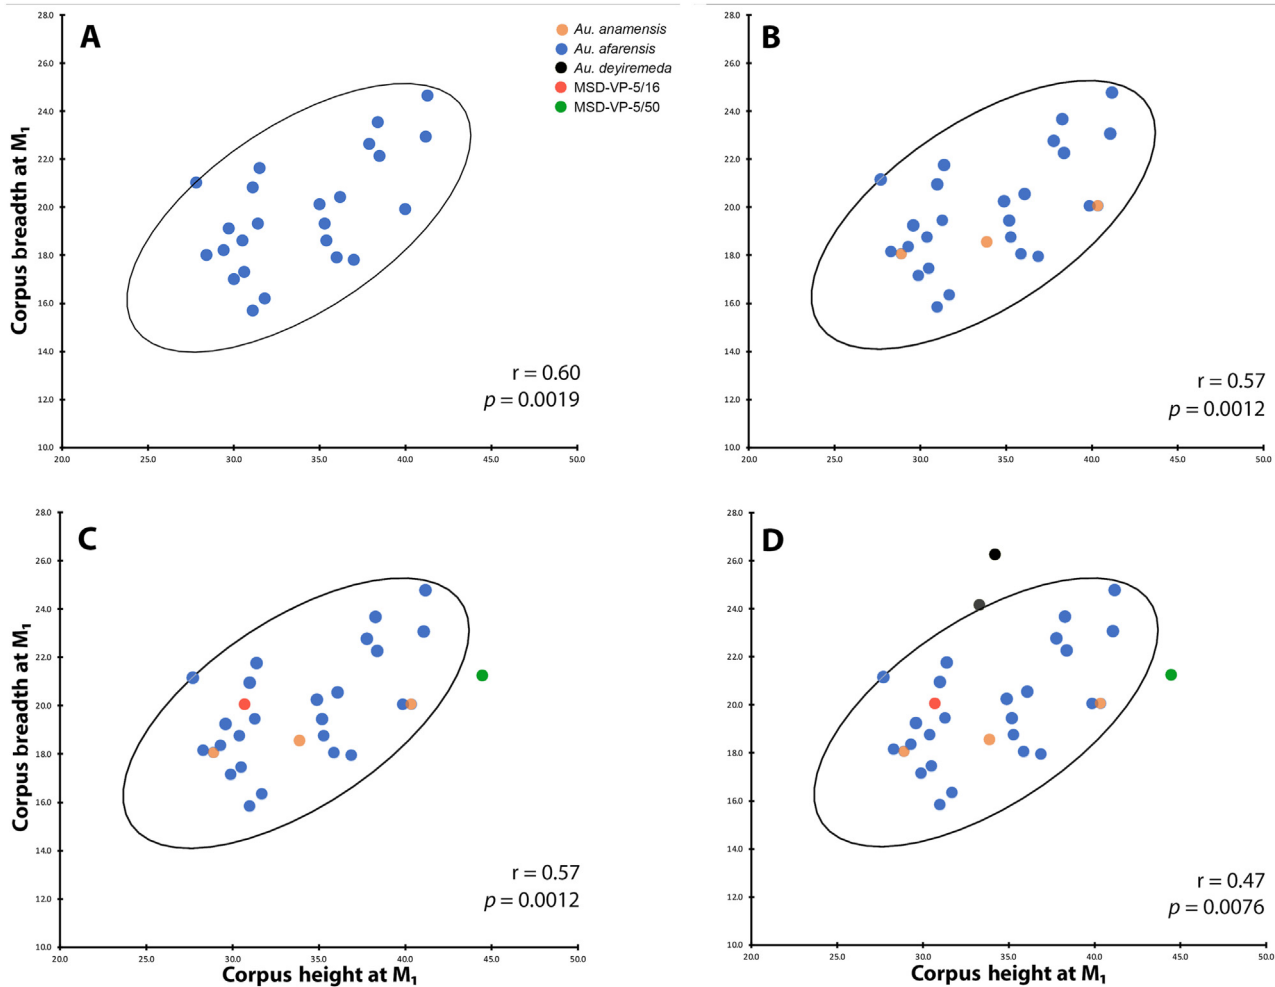 A
Au. anamensis
Au. afarensis
Au. deyiremeda
MSD-VP-5/16
MSD-VP-5/50
Corpus breadth at M₁
28.0
26.0
24.0
22.0
20.0
18.0
16.0
14.0
12.0
10.0
r = 0.60
p = 0.0019
20.0 25.0 30.0 35.0 40.0 45.0 50.0
B
28.0
26.0
24.0
22.0
20.0
18.0
16.0
14.0
12.0
10.0
r = 0.57
p = 0.0012
20.0 25.0 30.0 35.0 40.0 45.0 50.0
C
Corpus breadth at M₁
28.0
26.0
24.0
22.0
20.0
18.0
16.0
14.0
12.0
10.0
r = 0.57
p = 0.0012
20.0 25.0 30.0 35.0 40.0 45.0 50.0
Corpus height at M₁
D
28.0
26.0
24.0
22.0
20.0
18.0
16.0
14.0
12.0
10.0
r = 0.47
p = 0.0076
20.0 25.0 30.0 35.0 40.0 45.0 50.0
Corpus height at M₁